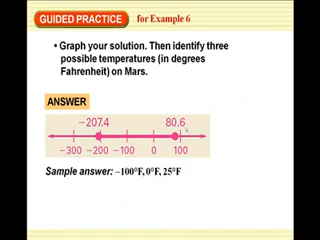 GUIDED PRACTICE for Example 6
• Graph your solution. Then identify three
possible temperatures (in degrees
Fahrenheit) on Mars.
ANSWER
−207.4 80.6
−300 −200 −100 0 100
Sample answer: −100°F, 0°F, 25°F